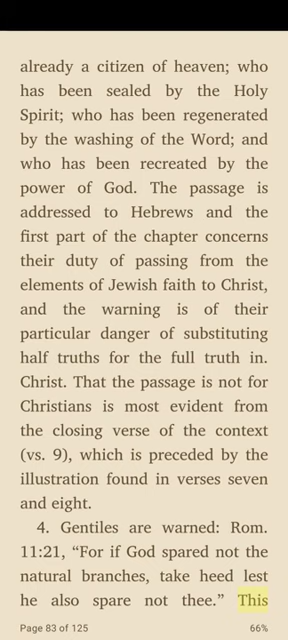 already a citizen of heaven; who
has been sealed by the Holy
Spirit; who has been regenerated
by the washing of the Word; and
who has been recreated by the
power of God. The passage is
addressed to Hebrews and the
first part of the chapter concerns
their duty of passing from the
elements of Jewish faith to Christ,
and the warning is of their
particular danger of substituting
half truths for the full truth in.
Christ. That the passage is not for
Christians is most evident from
the closing verse of the context
(vs. 9), which is preceded by the
illustration found in verses seven
and eight.
4. Gentiles are warned: Rom.
11:21, “For if God spared not the
natural branches, take heed lest
he also spare not thee.” This
Page 83 of 125 66%